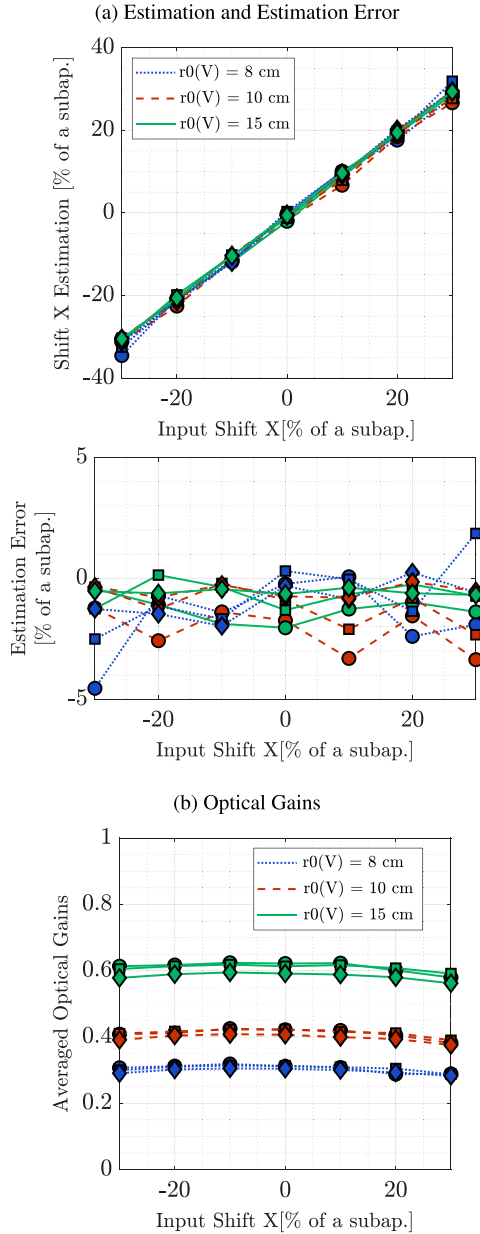 (a) Estimation and Estimation Error
40
20
0
-20
-40
Shift X Estimation [% of a subap.]
r0(V) = 8 cm
r0(V) = 10 cm
r0(V) = 15 cm
-20
0
20
Input Shift X[% of a subap.]
5
0
-5
Estimation Error
[% of a subap.]
-20
0
20
Input Shift X[% of a subap.]
(b) Optical Gains
1
0.8
0.6
0.4
0.2
0
Averaged Optical Gains
r0(V) = 8 cm
r0(V) = 10 cm
r0(V) = 15 cm
-20
0
20
Input Shift X[% of a subap.]